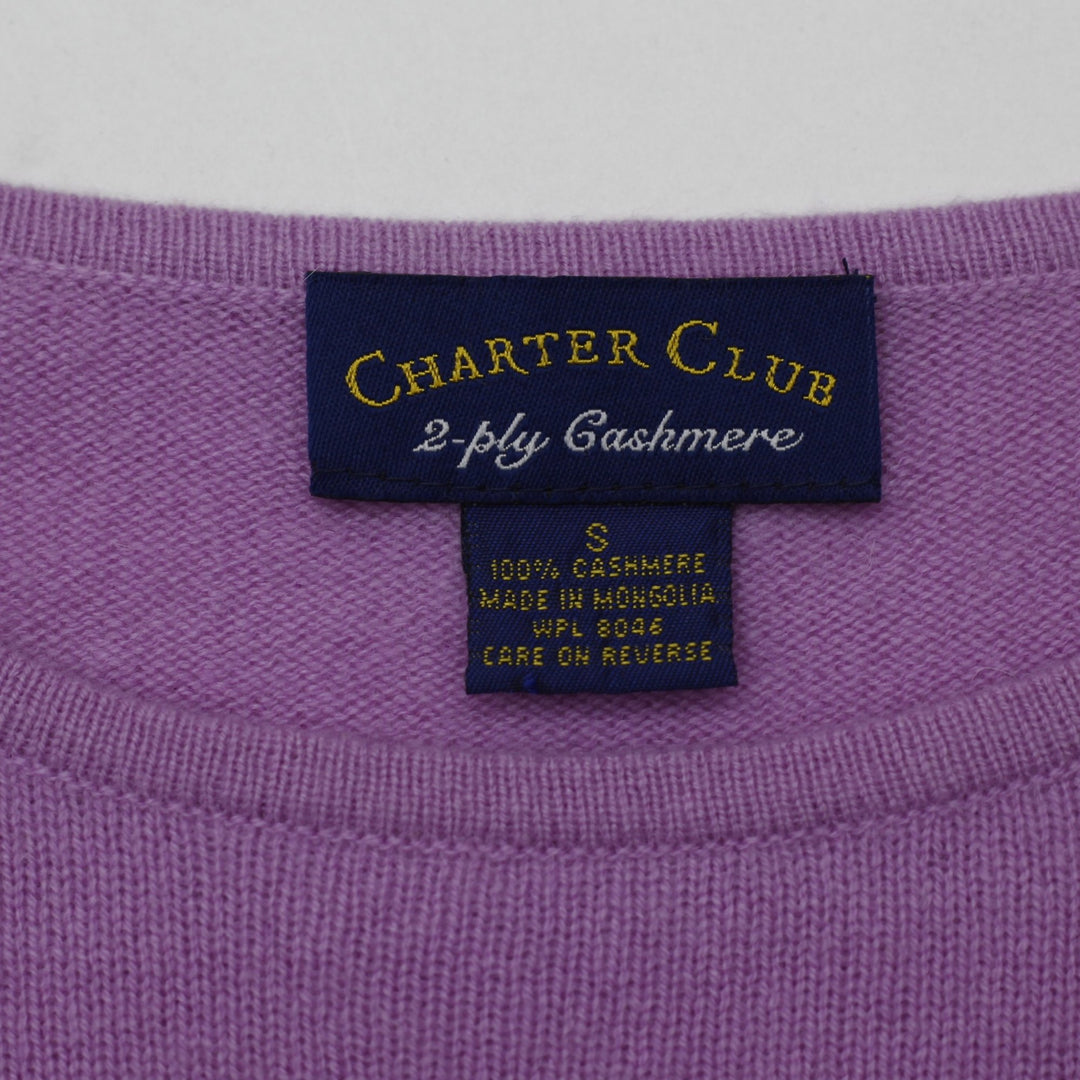 CHARTER CLUB
2-ply Cashmere
S
100% CASHMERE
MADE IN MONGOLIA
WPL 8046
CARE ON REVERSE